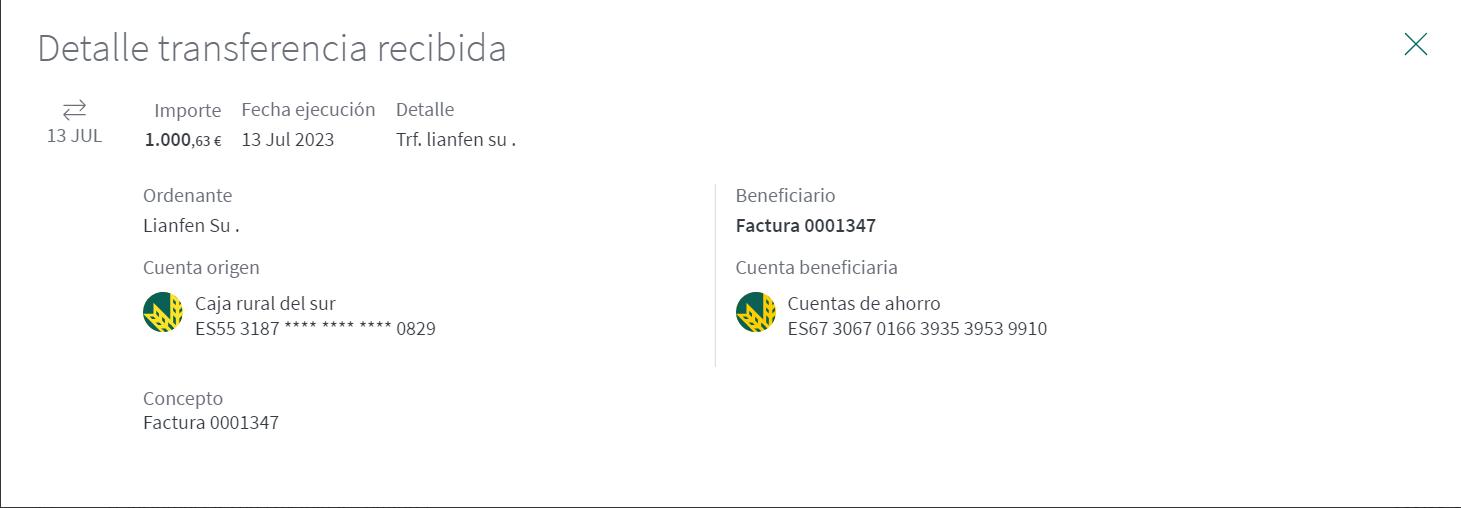 Detalle transferencia recibida
13 JUL
Importe Fecha ejecución Detalle
1.000,63 € 13 Jul 2023 Trf. lianfen su .
Ordenante
Lianfen Su .
Cuenta origen
Caja rural del sur
ES55 3187 **** **** **** 0829
Beneficiario
Factura 0001347
Cuenta beneficiaria
Cuentas de ahorro
ES67 3067 0166 3935 3953 9910
Concepto
Factura 0001347